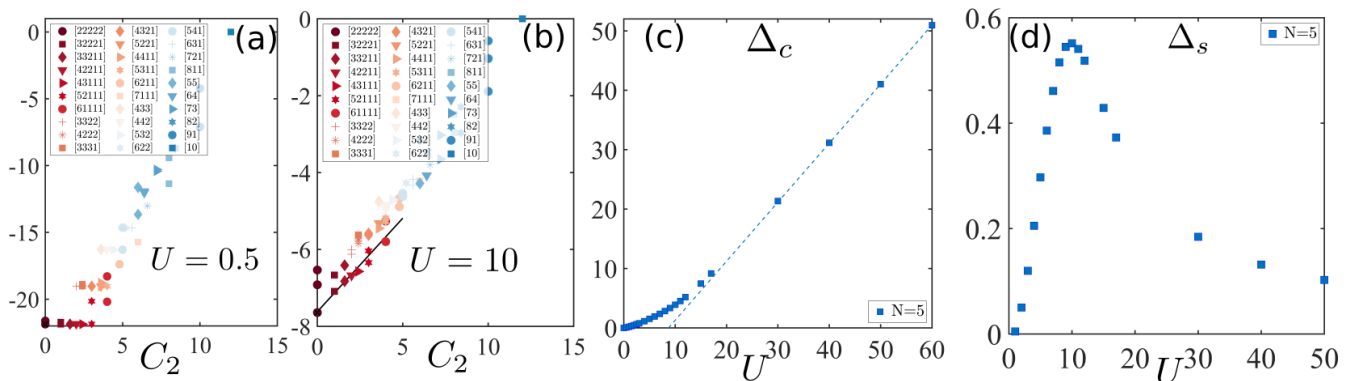 (a)
[22222] [4321] [541]
[32221] [5221] [631]
[33211] [4411] [721]
[42211] [5311] [811]
[43111] [6211] [55]
[52111] [7111] [64]
[61111] [433] [73]
[3322] [442] [82]
[4222] [532] [91]
[3331] [622] [10]
U = 0.5
0
-5
-10
-15
-20
0 5 10 15
C₂
(b)
[22222] [4321] [541]
[32221] [5221] [631]
[33211] [4411] [721]
[42211] [5311] [811]
[43111] [6211] [55]
[52111] [7111] [64]
[61111] [433] [73]
[3322] [442] [82]
[4222] [532] [91]
[3331] [622] [10]
U = 10
0
-2
-4
-6
-8
0 5 10 15
C₂
(c)
Δc
50
40
30
20
10
0
N=5
0 10 20 30 40 50 60
U
(d)
Δs
N=5
0.6
0.4
0.2
0
0 10 20 30 40 50
U